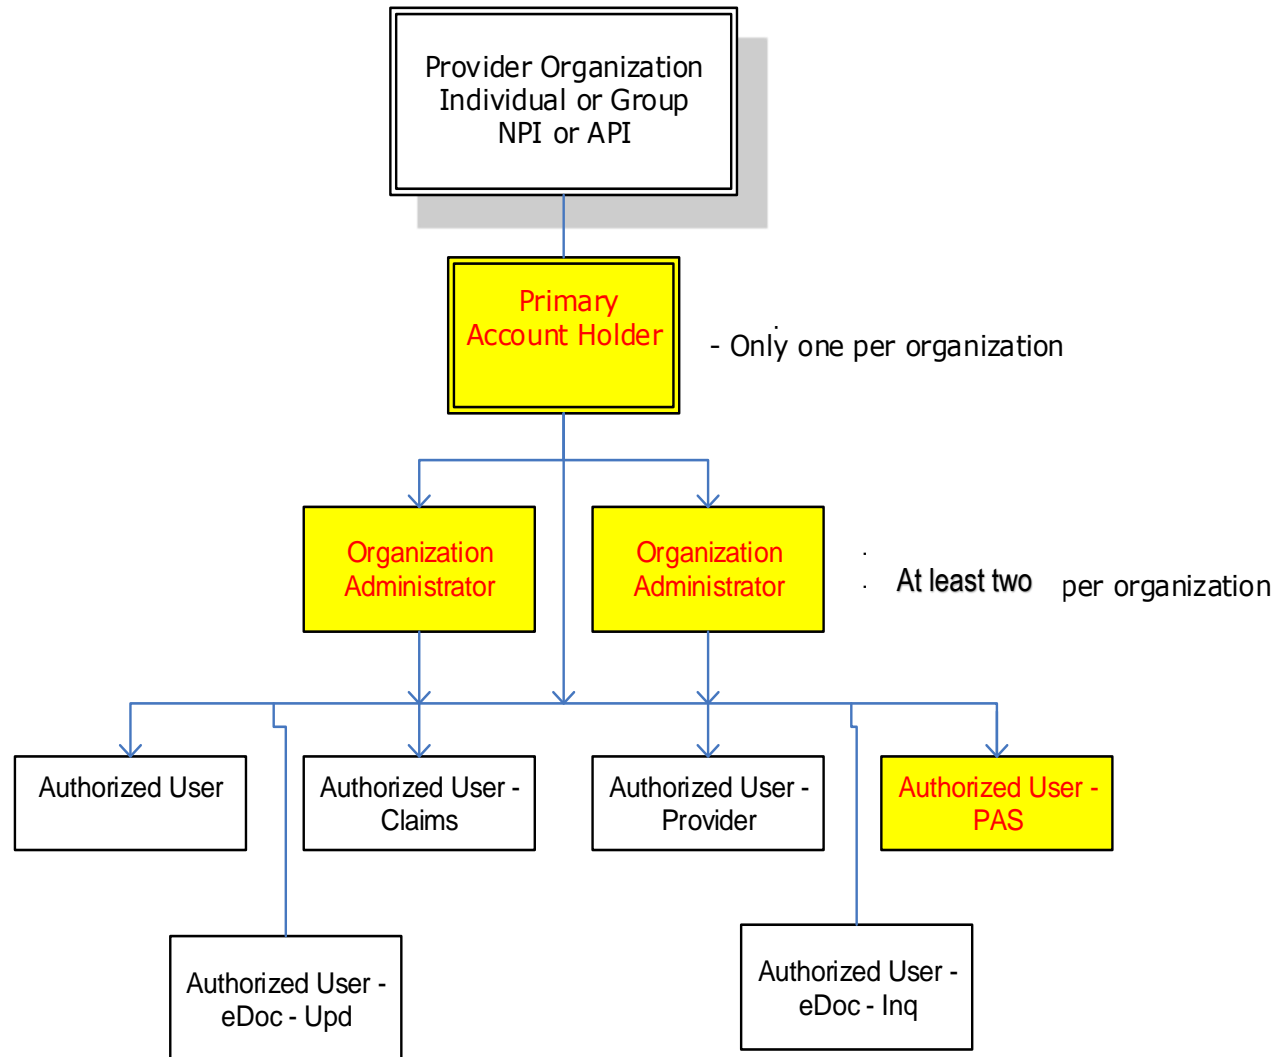 Provider Organization
Individual or Group
NPI or API
Primary
Account Holder
- Only one per organization
Organization
Administrator
Organization
Administrator
At least two per organization
Authorized User
Authorized User -
Claims
Authorized User -
Provider
Authorized User -
PAS
Authorized User -
eDoc - Upd
Authorized User -
eDoc - Inq